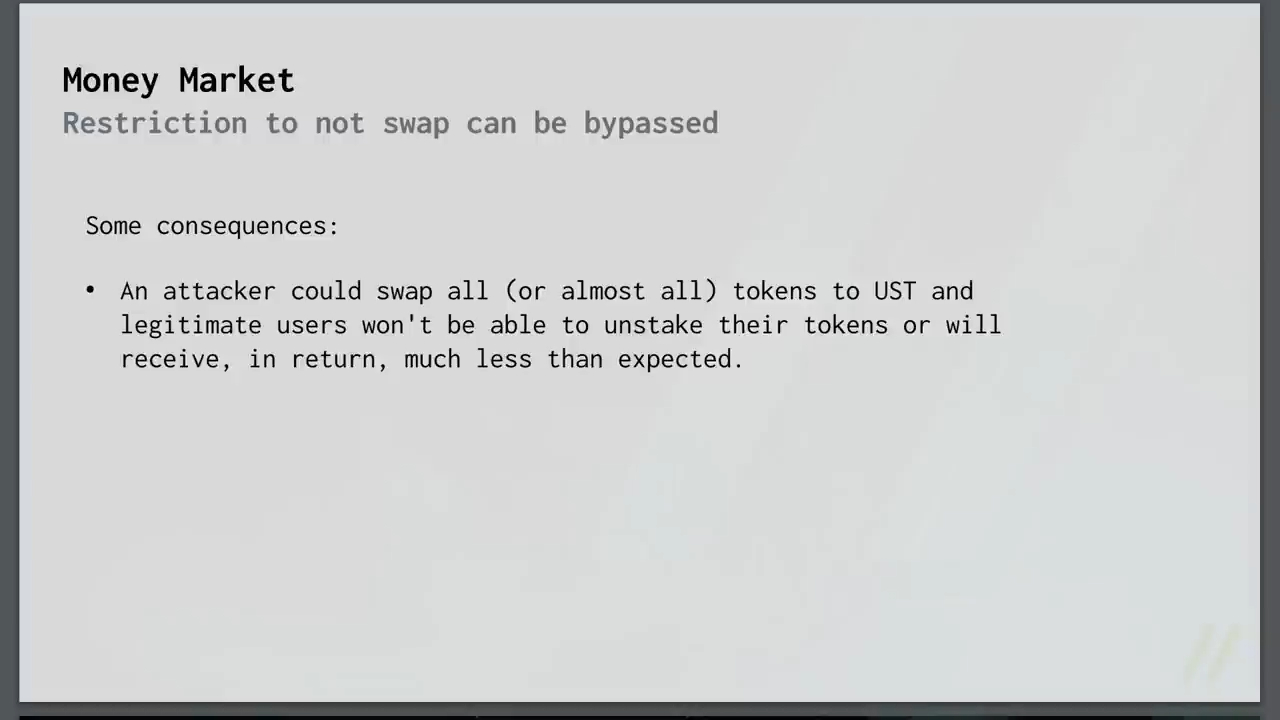 Money Market
Restriction to not swap can be bypassed
Some consequences:
• An attacker could swap all (or almost all) tokens to UST and
legitimate users won't be able to unstake their tokens or will
receive, in return, much less than expected.
//